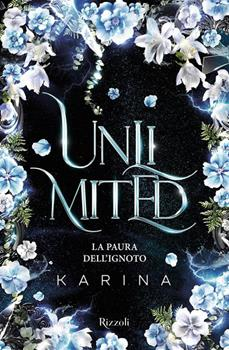 UNLI
MITED
LA PAURA
DELL'IGNOTO
KARINA
Rizzoli